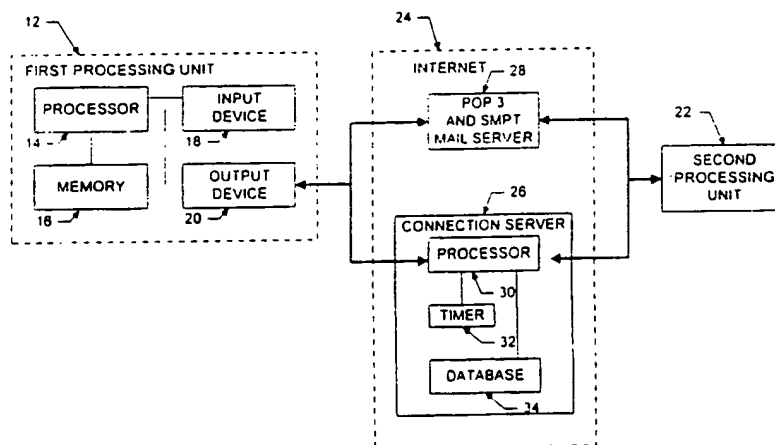 12
FIRST PROCESSING UNIT
PROCESSOR
14
INPUT
DEVICE
18
MEMORY
16
OUTPUT
DEVICE
20
24
INTERNET
28
POP 3
AND SMPT
MAIL SERVER
26
CONNECTION SERVER
PROCESSOR
30
TIMER
32
DATABASE
34
22
SECOND
PROCESSING
UNIT